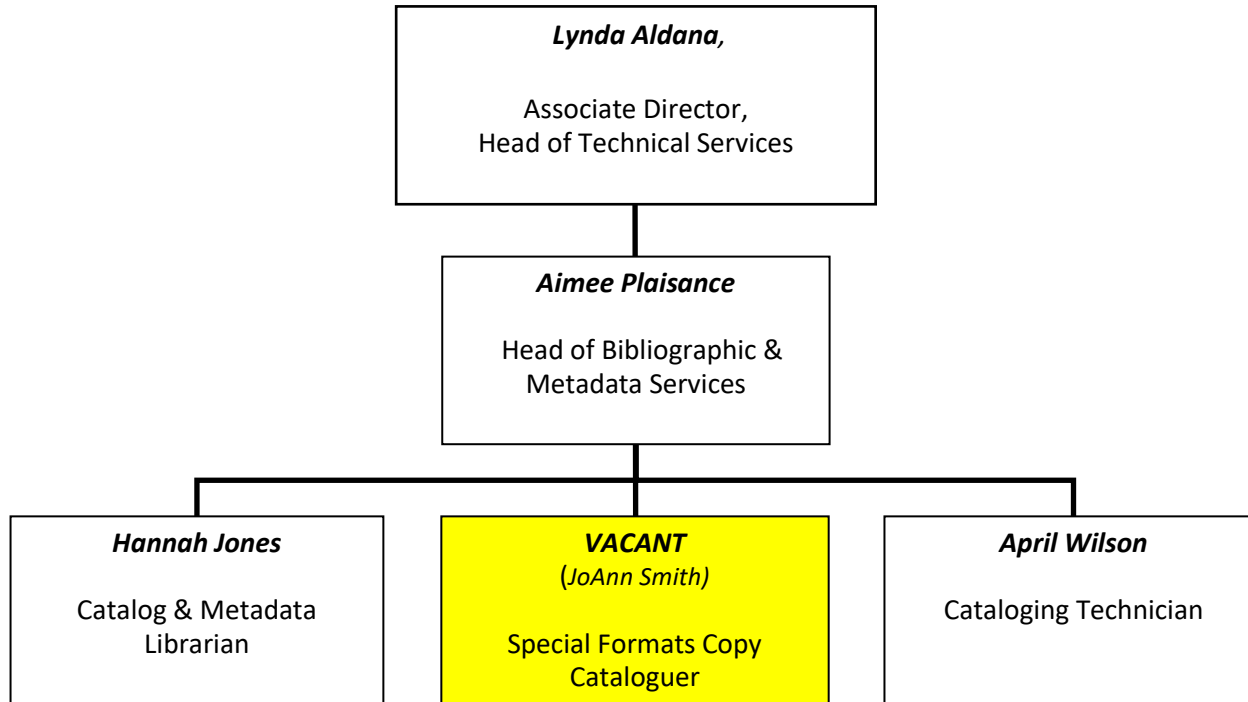 Lynda Aldana,
Associate Director,
Head of Technical Services
Aimee Plaisance
Head of Bibliographic &
Metadata Services
Hannah Jones
Catalog & Metadata
Librarian
VACANT
(JoAnn Smith)
Special Formats Copy
Cataloguer
April Wilson
Cataloging Technician